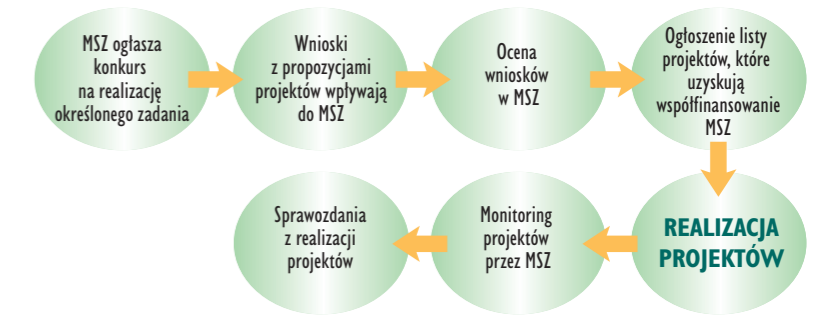 MSZ ogłasza
konkurs
na realizację
określonego zadania
Wnioski
z propozycjami
projektów wpływają
do MSZ
Ocena
wniosków
w MSZ
Ogłoszenie listy
projektów, które
uzyskują
współfinansowanie
MSZ
REALIZACJA
PROJEKTÓW
Monitoring
projektów
przez MSZ
Sprawozdania
z realizacji
projektów